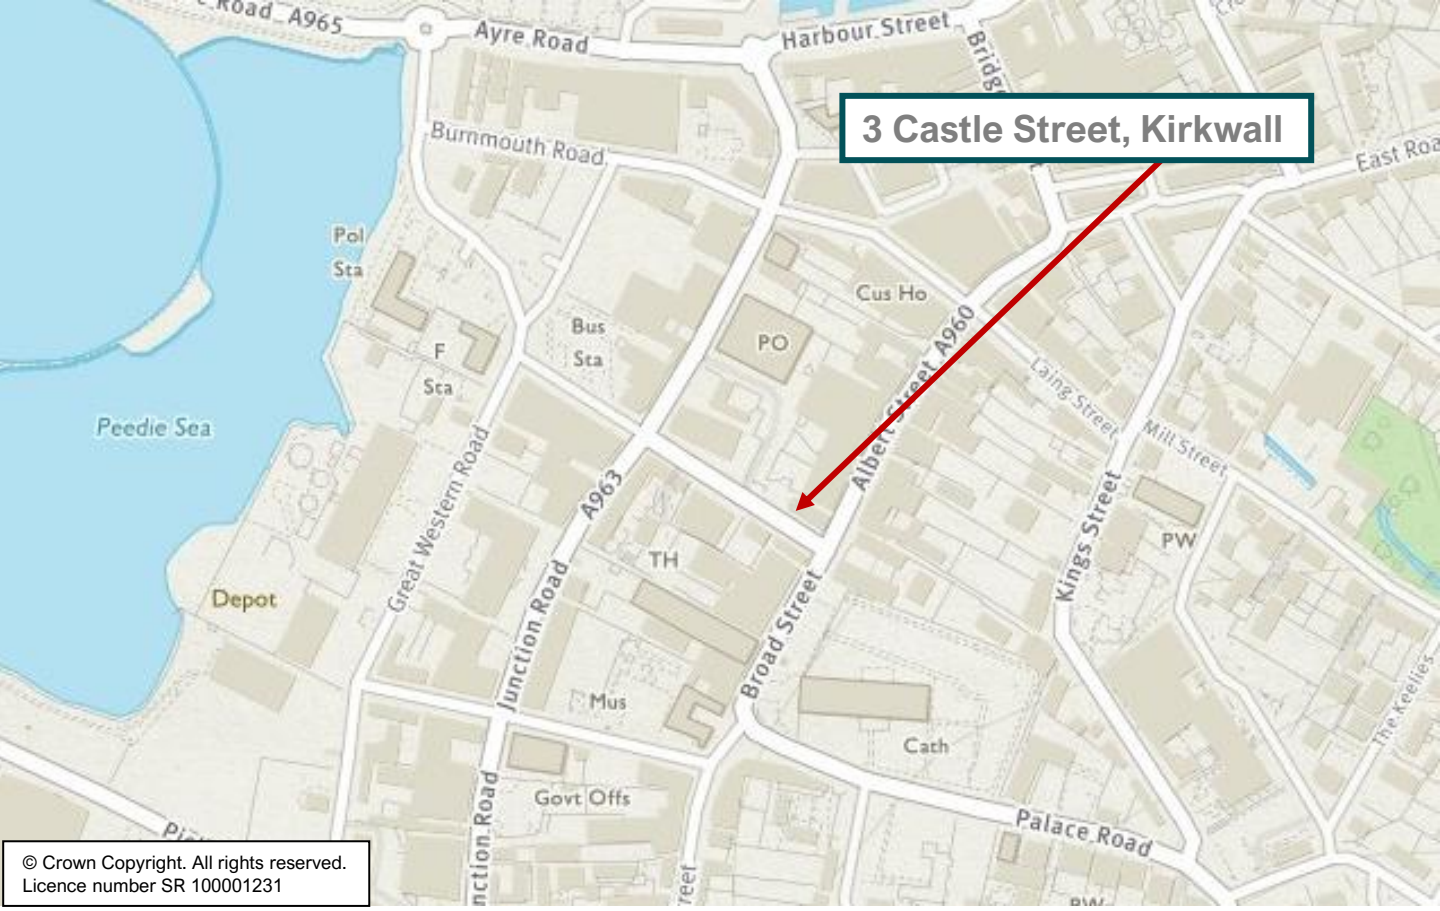 Road A965
Ayre Road
Harbour Street
Bridge
3 Castle Street, Kirkwall
East Roa
Burnmouth Road
Pol
Sta
Cus Ho
Bus
Sta
PO
F
Sta
Albert Street A960
Laing Street
Mill Street
Peedie Sea
Great Western Road
A963
Kings Street
PW
TH
Depot
Junction Road
Broad Street
Mus
Cath
The Keelies
Govt Offs
Palace Road
nction Road
reet
© Crown Copyright. All rights reserved.
Licence number SR 100001231